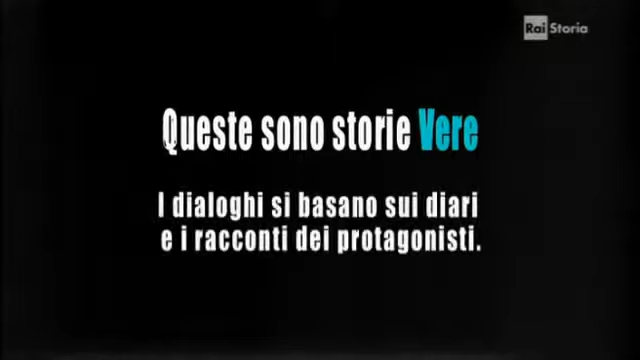 Rai Storia
Queste sono storie Vere
I dialoghi si basano sui diari
e i racconti dei protagonisti.